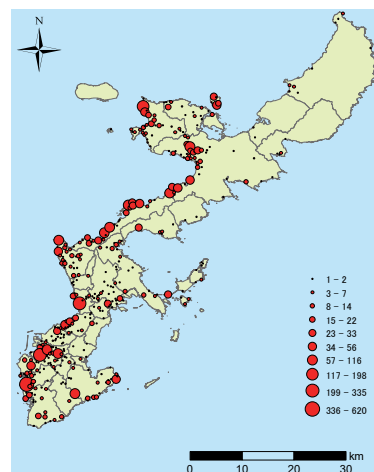 N
1 – 2
3 – 7
8 – 14
15 – 22
23 – 33
34 – 56
57 – 116
117 – 198
199 – 335
336 – 620
km
0 10 20 30